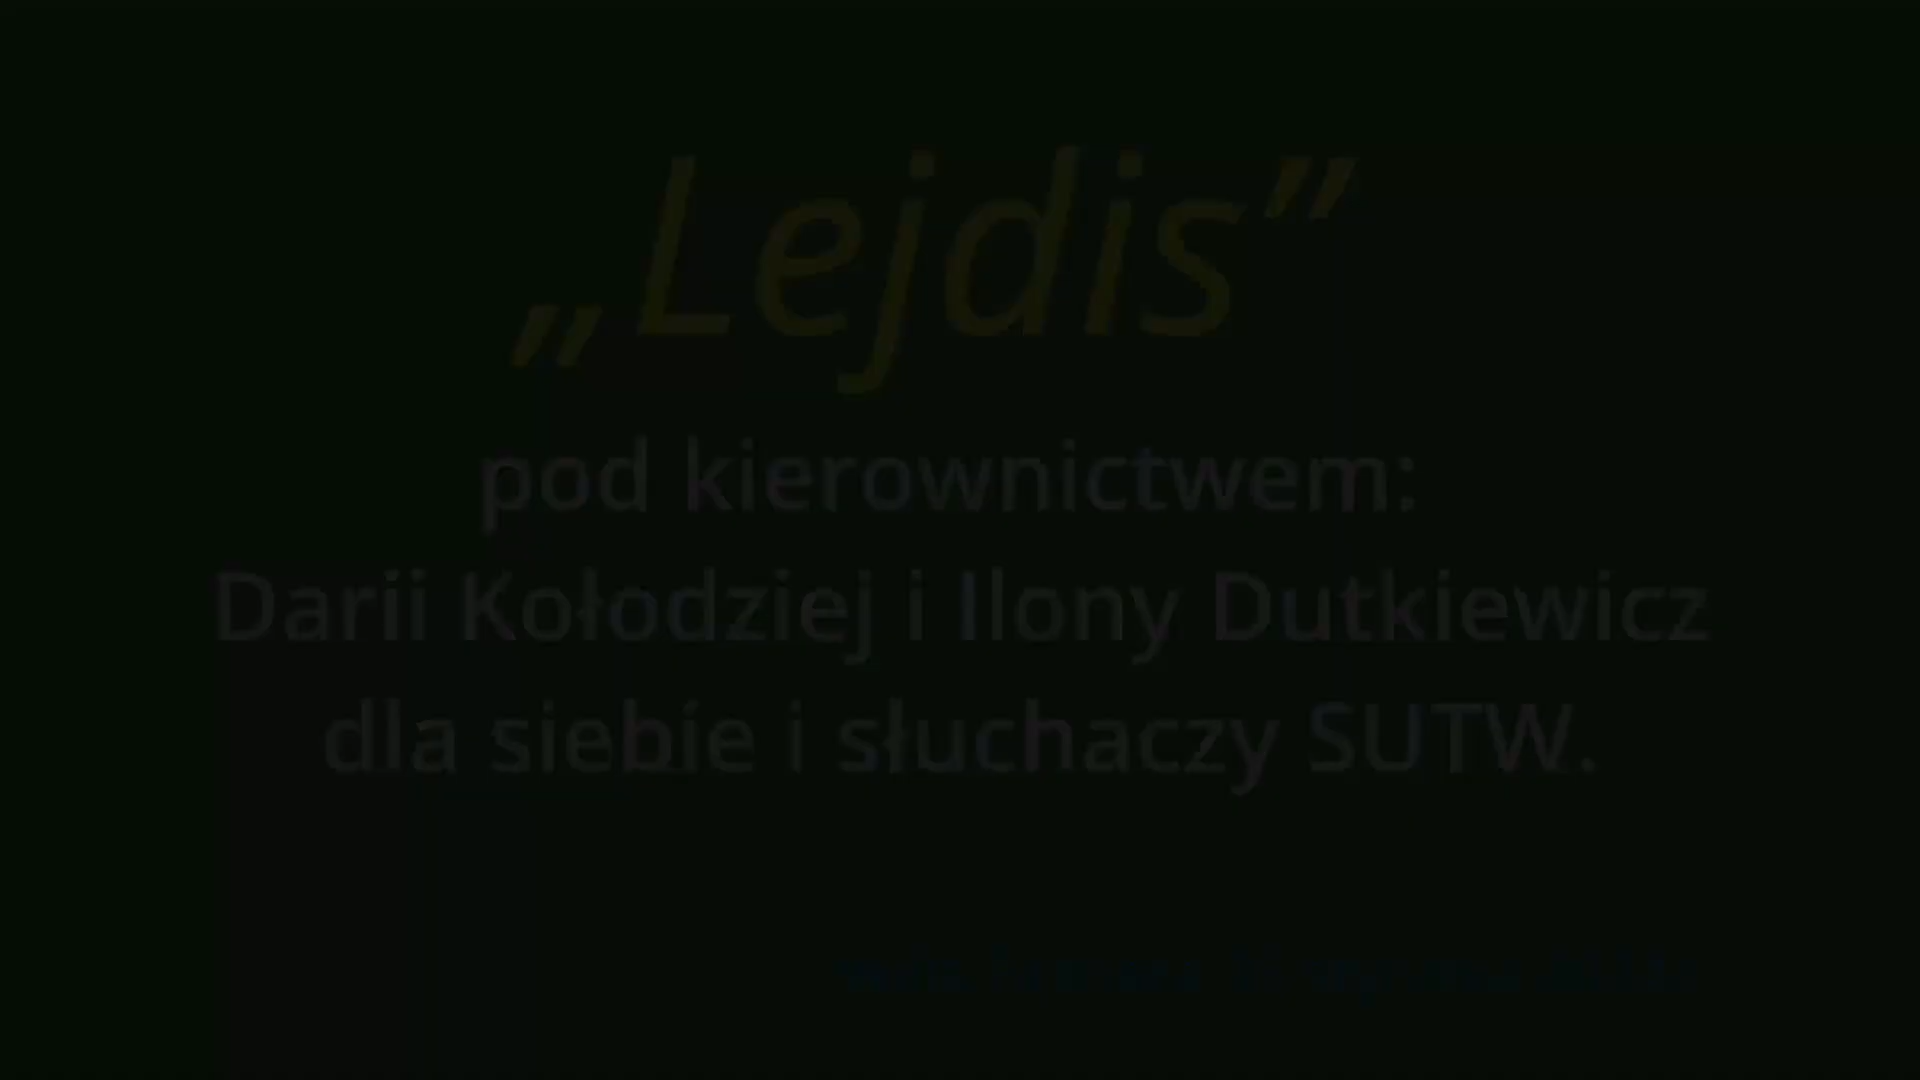 „Lejdis”
pod kierownictwem:
Darii Kołodziej i Ilony Dutkiewicz
dla siebie i słuchaczy SUTW.